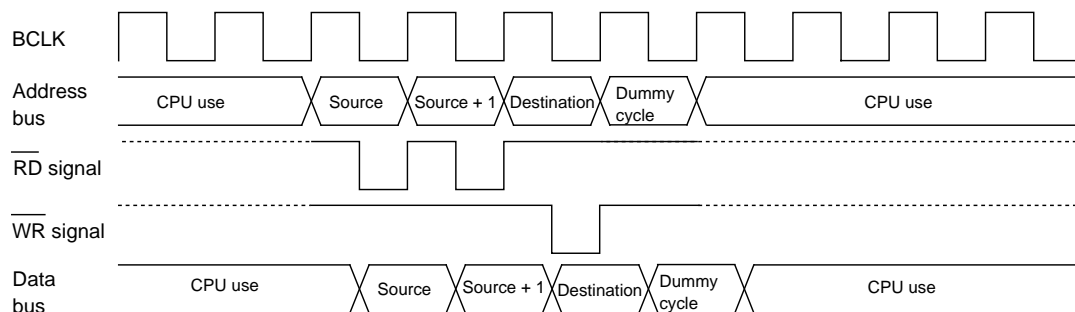 BCLK
Address
bus
CPU use
Source
Source + 1
Destination
Dummy
cycle
CPU use
RD signal
WR signal
Data
bus
CPU use
Source
Source + 1
Destination
Dummy
cycle
CPU use